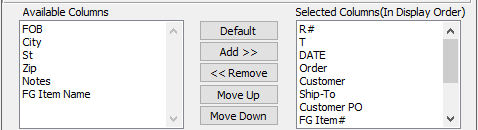 Available Columns
FOB
City
St
Zip
Notes
FG Item Name
Default
Add >>
<< Remove
Move Up
Move Down
Selected Columns(In Display Order)
R#
T
DATE
Order
Customer
Ship-To
Customer PO
FG Item#